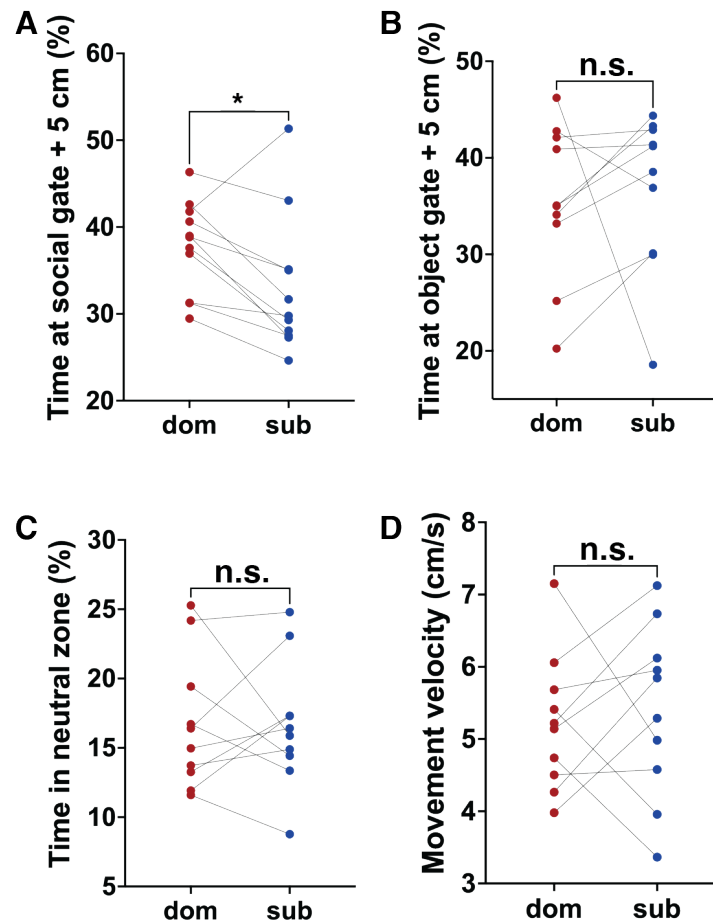 A
Time at social gate + 5 cm (%)
60
50
40
30
20
*
dom
sub
B
Time at object gate + 5 cm (%)
50
40
30
20
n.s.
dom
sub
C
Time in neutral zone (%)
30
25
20
15
10
5
n.s.
dom
sub
D
Movement velocity (cm/s)
8
7
6
5
4
3
n.s.
dom
sub